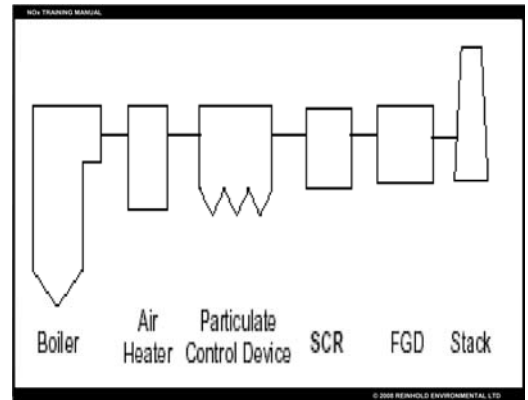 NOx TRAINING MANUAL
Boiler
Air
Heater
Particulate
Control Device
SCR
FGD
Stack
© 2008 REINHOLD ENVIRONMENTAL LTD